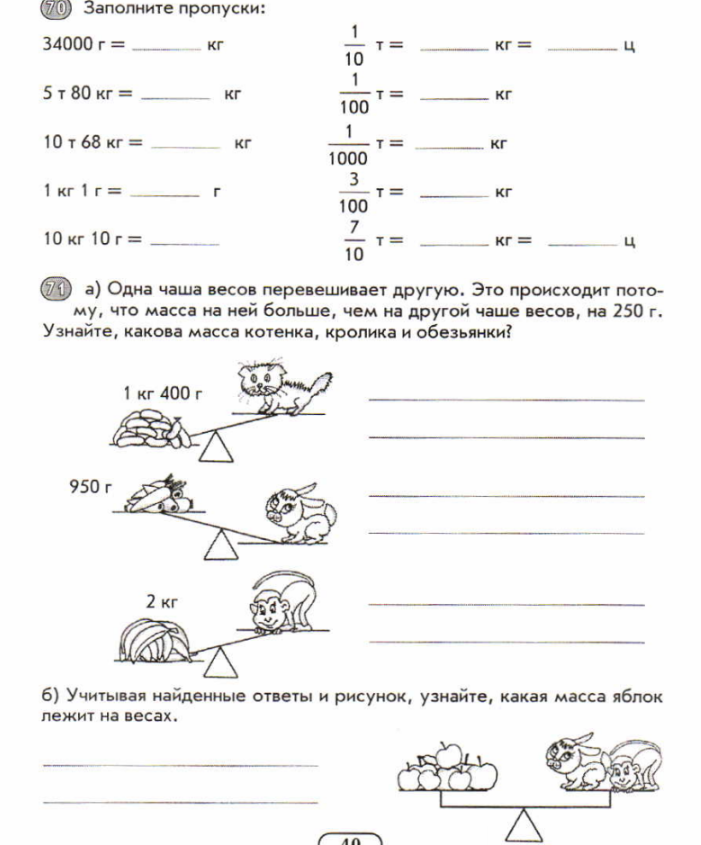 70 Заполните пропуски:
34000 г = ______ кг
1/10 т = ______ кг = ______ ц
5 т 80 кг = ______ кг
1/100 т = ______ кг
10 т 68 кг = ______ кг
1/1000 т = ______ кг
1 кг 1 г = ______ г
3/100 т = ______ кг
10 кг 10 г = ______
7/10 т = ______ кг = ______ ц
71 а) Одна чаша весов перевешивает другую. Это происходит пото-
му, что масса на ней больше, чем на другой чаше весов, на 250 г.
Узнайте, какова масса котенка, кролика и обезьянки?
1 кг 400 г
950 г
2 кг
б) Учитывая найденные ответы и рисунок, узнайте, какая масса яблок
лежит на весах.
40